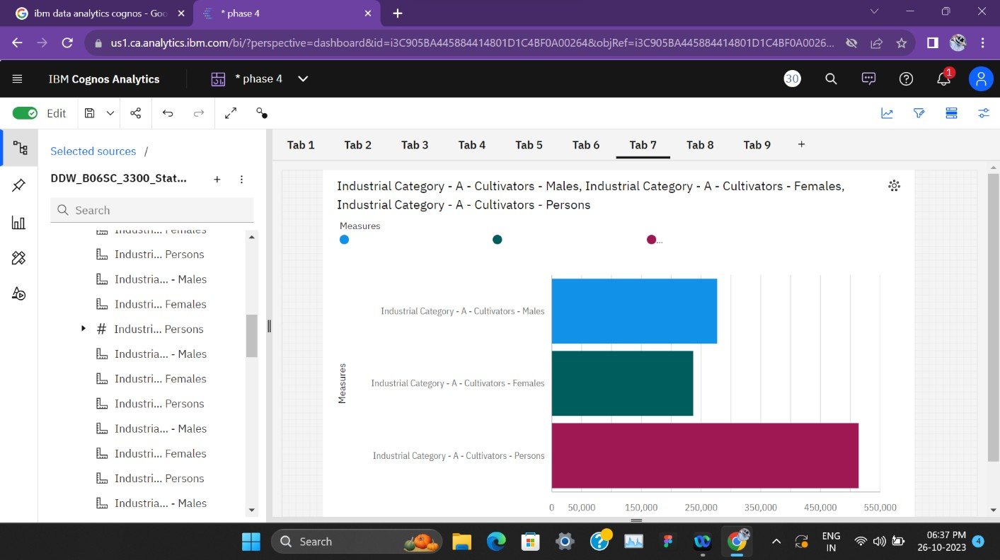 ibm data analytics cognos - Goo
* phase 4
us1.ca.analytics.ibm.com/bi/?perspective=dashboard&id=i3C905BA445884414801D1C4BF0A00264&objRef=i3C905BA445884414801D1C4BF0A0026...
IBM Cognos Analytics
* phase 4
30
1
Edit
Selected sources /
DDW_B06SC_3300_Stat...
Search
Industri... Females
Industri... Persons
Industria... - Males
Industri... Females
# Industri... Persons
Industria... - Males
Industri... Females
Industri... Persons
Industria... - Males
Industri... Females
Industri... Persons
Industria... - Males
Tab 1 Tab 2 Tab 3 Tab 4 Tab 5 Tab 6 Tab 7 Tab 8 Tab 9 +
Industrial Category - A - Cultivators - Males, Industrial Category - A - Cultivators - Females,
Industrial Category - A - Cultivators - Persons
Measures
...
Industrial Category - A - Cultivators - Males
Industrial Category - A - Cultivators - Females
Industrial Category - A - Cultivators - Persons
Measures
0 50,000 150,000 250,000 350,000 450,000 550,000
Search
ENG
IN
06:37 PM
26-10-2023
4